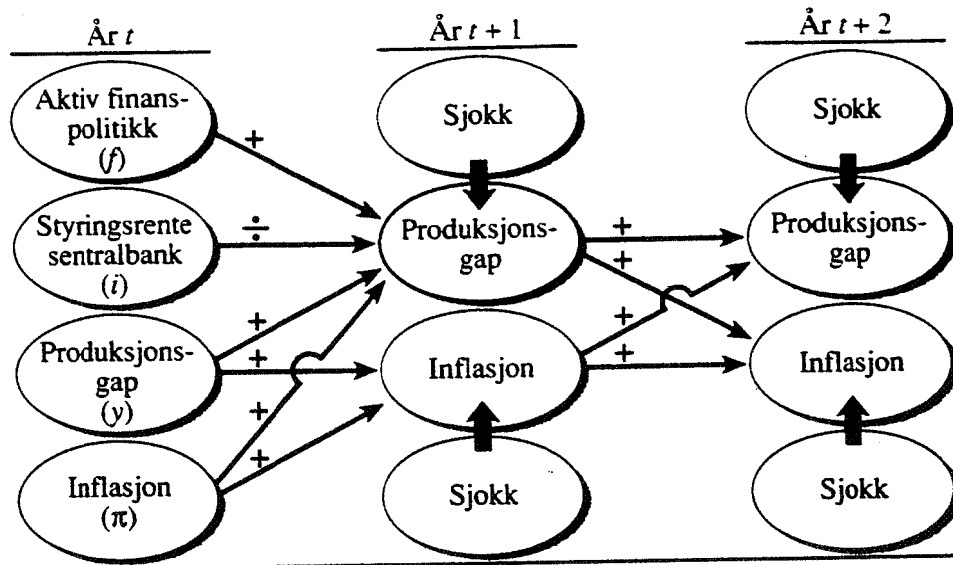 År t
År t + 1
År t + 2
Aktiv finans-
politikk
(f)
Sjokk
Sjokk
+
Styringsrente
sentralbank
(i)
÷
Produksjons-
gap
+
+
Produksjons-
gap
Produksjons-
gap
(y)
+
+
+
+
Inflasjon
+
+
Inflasjon
Inflasjon
(π)
Sjokk
Sjokk